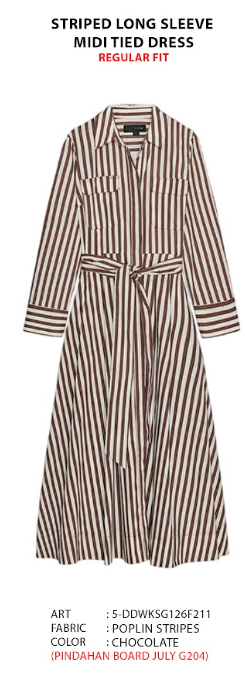 STRIPED LONG SLEEVE
MIDI TIED DRESS
REGULAR FIT
ART : 5-DDWKSG126F211
FABRIC : POPLIN STRIPES
COLOR : CHOCOLATE
(PINDAHAN BOARD JULY G204)